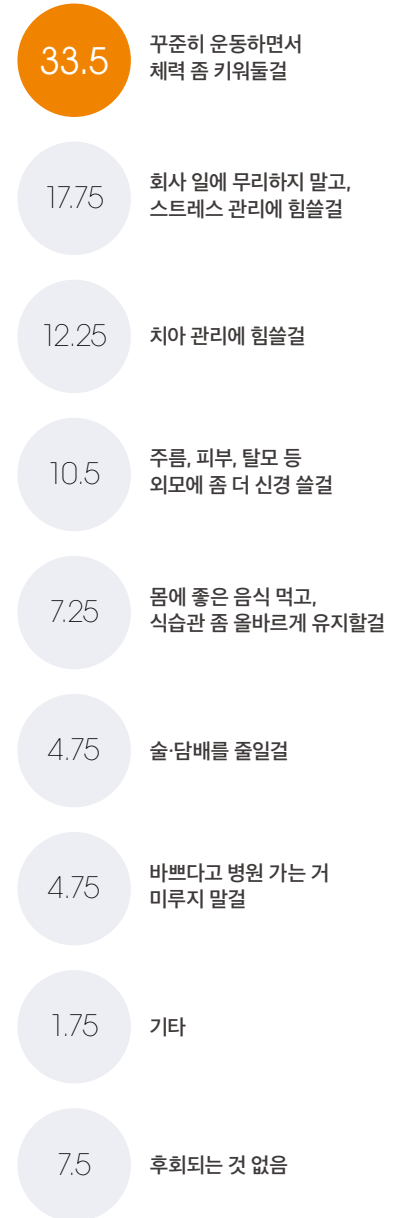 33.5
꾸준히 운동하면서
체력 좀 키워둘걸
17.75
회사 일에 무리하지 말고,
스트레스 관리에 힘쓸걸
12.25
치아 관리에 힘쓸걸
10.5
주름, 피부, 탈모 등
외모에 좀 더 신경 쓸걸
7.25
몸에 좋은 음식 먹고,
식습관 좀 올바르게 유지할걸
4.75
술·담배를 줄일걸
4.75
바쁘다고 병원 가는 거
미루지 말걸
1.75
기타
7.5
후회되는 것 없음